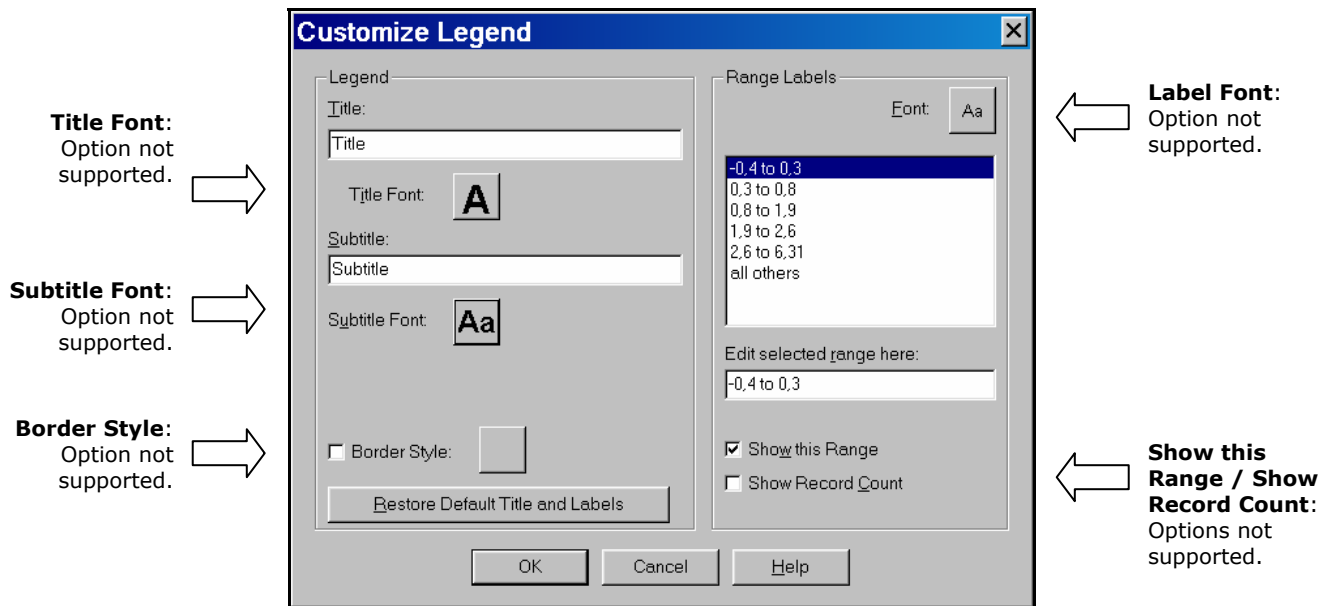 Customize Legend
Title Font:
Option not
supported.
Subtitle Font:
Option not
supported.
Border Style:
Option not
supported.
Legend
Title:
Title
Title Font:
A
Subtitle:
Subtitle
Subtitle Font:
Aa
Border Style:
Restore Default Title and Labels
Range Labels
Font:
Aa
-0,4 to 0,3
0,3 to 0,8
0,8 to 1,9
1,9 to 2,6
2,6 to 6,31
all others
Edit selected range here:
-0,4 to 0,3
Show this Range
Show Record Count
OK
Cancel
Help
Label Font:
Option not
supported.
Show this
Range / Show
Record Count:
Options not
supported.